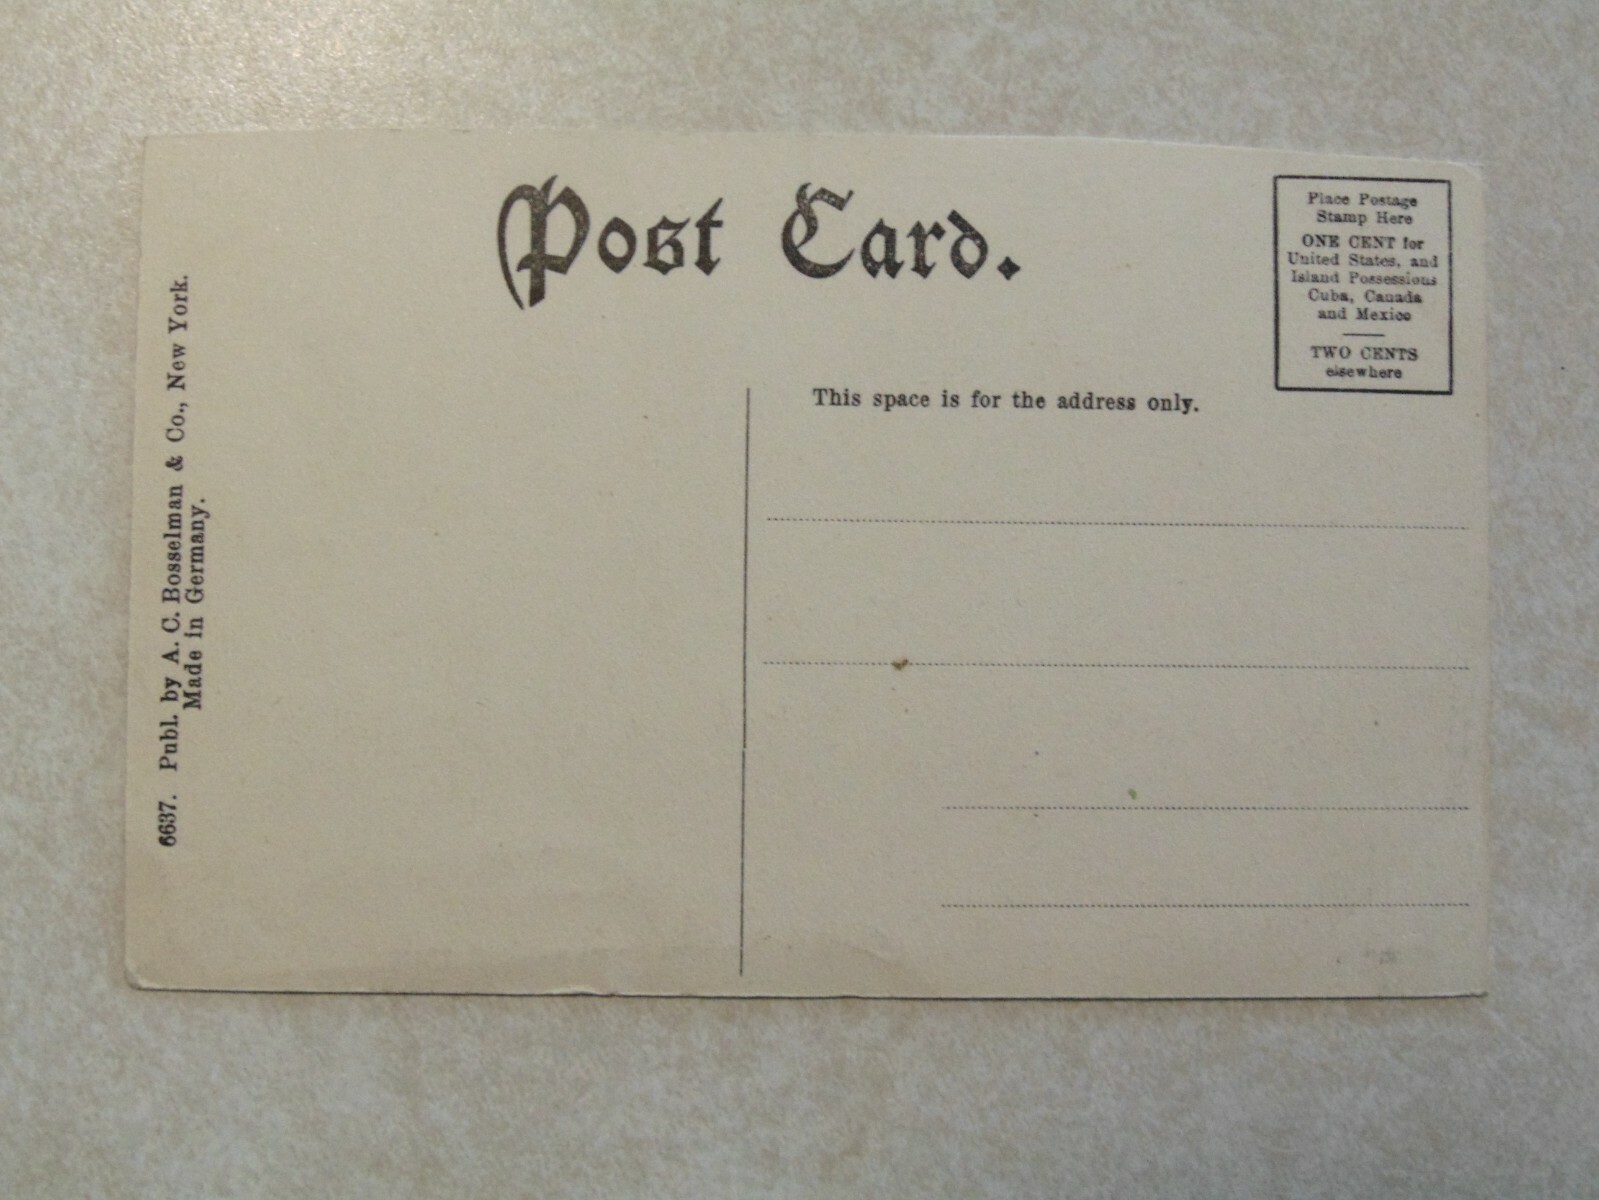 Post Card.
Place Postage
Stamp Here
ONE CENT for
United States, and
Island Possessions
Cuba, Canada
and Mexico
TWO CENTS
elsewhere
This space is for the address only.
6637. Publ. by A. C. Bosselman & Co., New York.
Made in Germany.